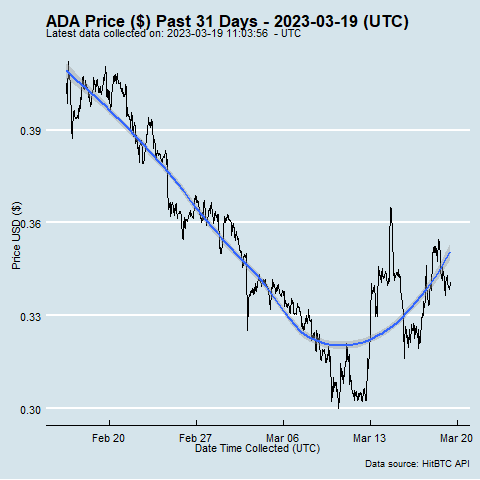 ADA Price ($) Past 31 Days - 2023-03-19 (UTC)
Latest data collected on: 2023-03-19 11:03:56 - UTC
0.39
0.36
0.33
0.30
Price USD ($)
Feb 20 Feb 27 Mar 06 Mar 13 Mar 20
Date Time Collected (UTC)
Data source: HitBTC API